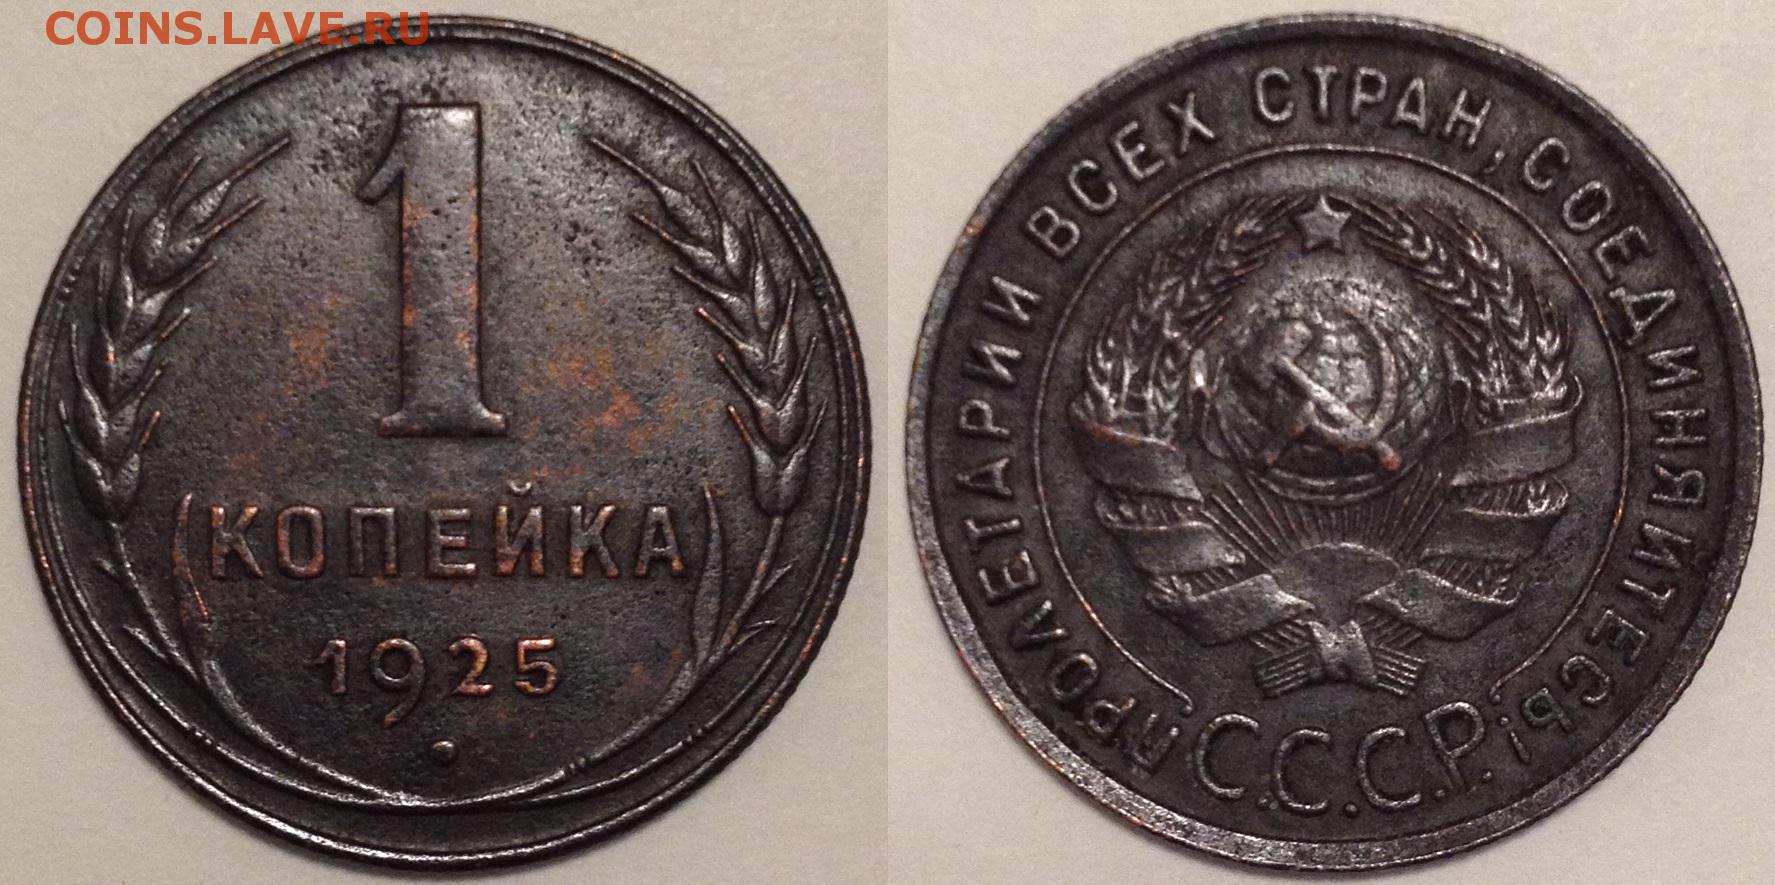 COINS.LAVE.RU
1
КОПЕЙКА
1925
ПРОЛЕТАРИИ ВСЕХ СТРАН, СОЕДИНЯЙТЕСЬ!
С.С.С.Р.